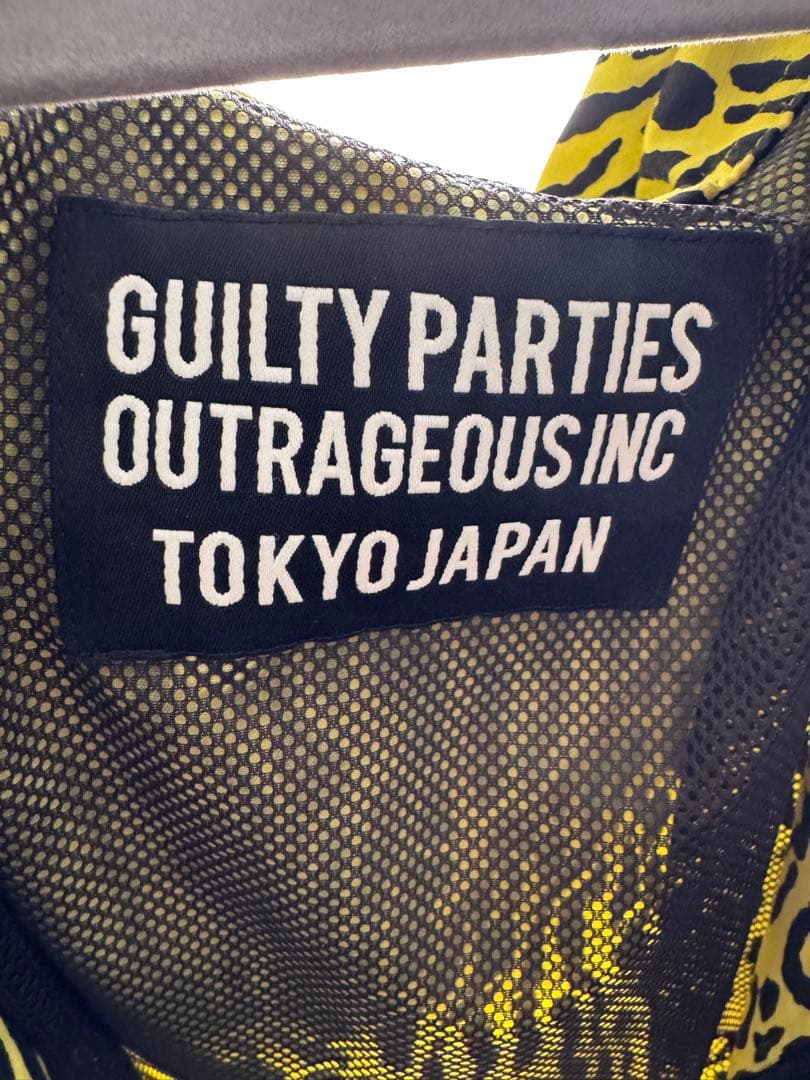 GUILTY PARTIES
OUTRAGEOUS INC
TOKYO JAPAN